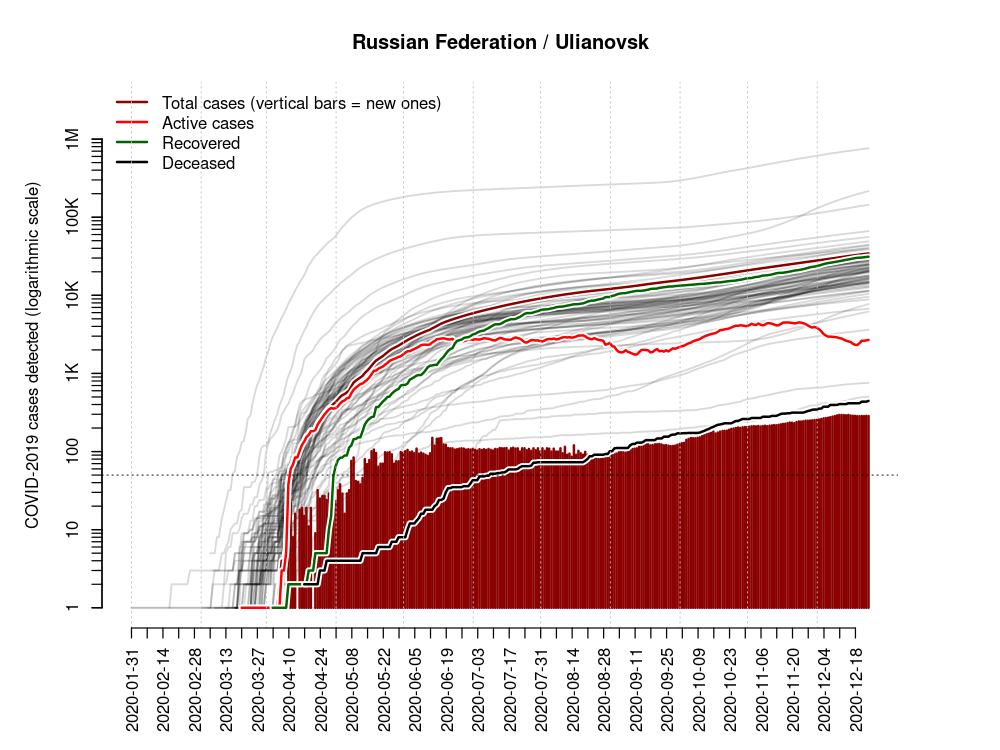 Russian Federation / Ulianovsk
Total cases (vertical bars = new ones)
Active cases
Recovered
Deceased
COVID-2019 cases detected (logarithmic scale)
1M
100K
10K
1K
100
10
1
2020-01-31
2020-02-14
2020-02-28
2020-03-13
2020-03-27
2020-04-10
2020-04-24
2020-05-08
2020-05-22
2020-06-05
2020-06-19
2020-07-03
2020-07-17
2020-07-31
2020-08-14
2020-08-28
2020-09-11
2020-09-25
2020-10-09
2020-10-23
2020-11-06
2020-11-20
2020-12-04
2020-12-18